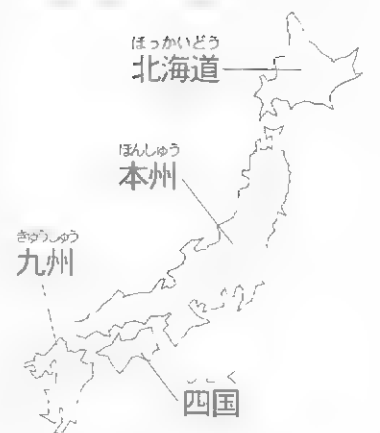 ほっかいどう
北海道
ほんしゅう
本州
きゅうしゅう
九州
しこく
四国